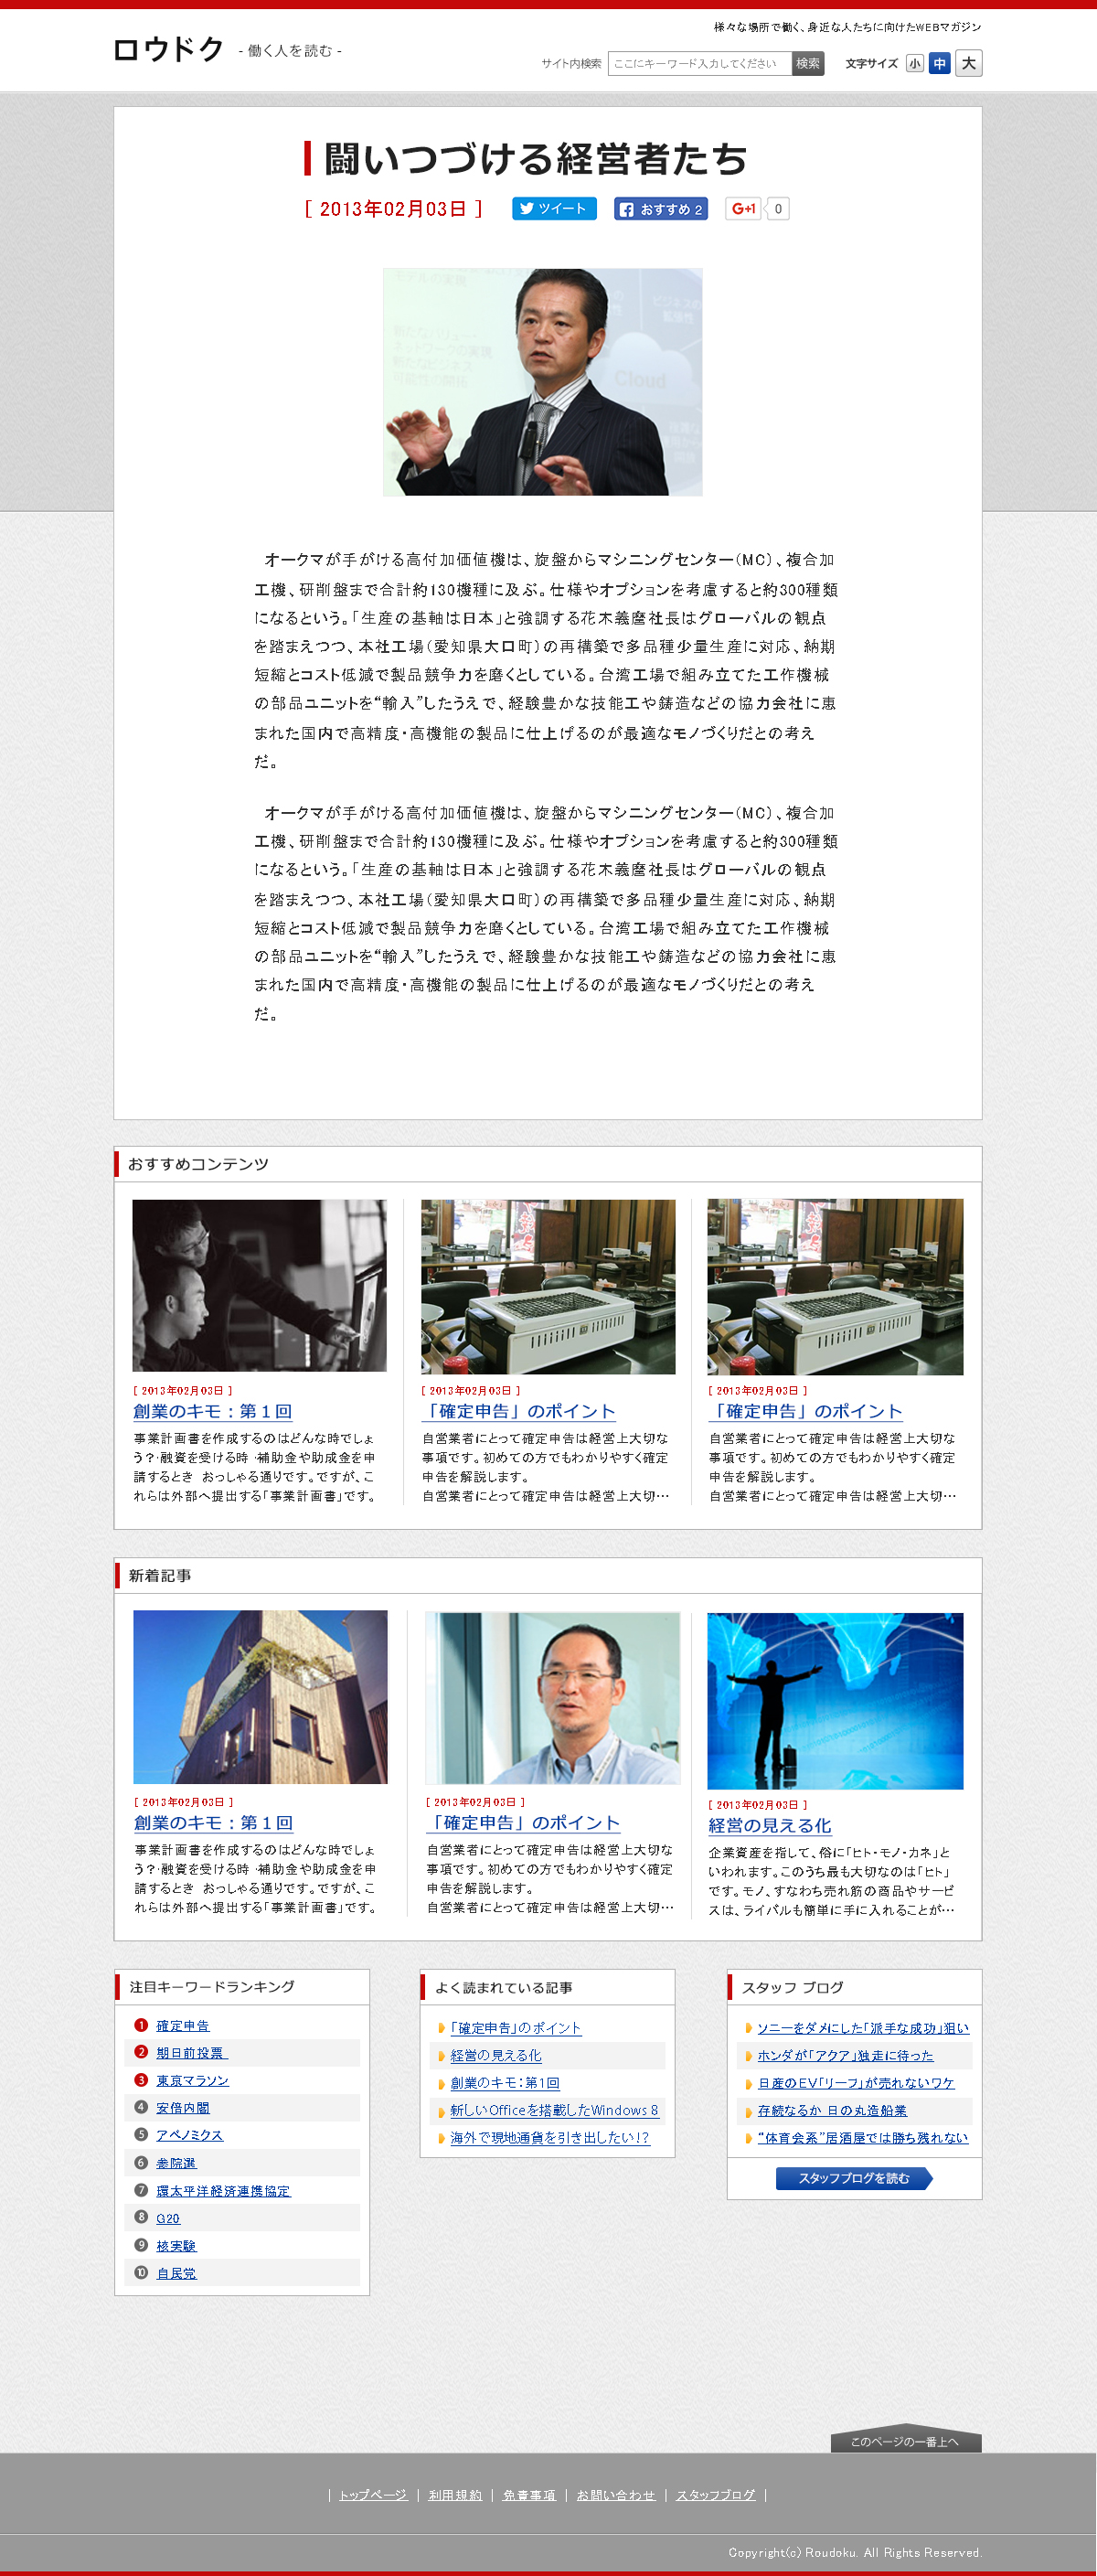 様々な場所で働く、身近な人たちに向けたWEBマガジン
ロウドク - 働く人を読む -
サイト内検索 ここにキーワード入力してください 検索 文字サイズ 小 中 大
闘いつづける経営者たち
[ 2013年02月03日 ] ツイート おすすめ 2 G+1 0
モデルの実現
ビジネスの
Cloud
オークマが手がける高付加価値機は、旋盤からマシニングセンター(MC)、複合加
工機、研削盤まで合計約130機種に及ぶ。仕様やオプションを考慮すると約300種類
になるという。「生産の基軸は日本」と強調する花木義麿社長はグローバルの観点
を踏まえつつ、本社工場(愛知県大口町)の再構築で多品種少量生産に対応、納期
短縮とコスト低減で製品競争力を磨くとしている。台湾工場で組み立てた工作機械
の部品ユニットを“輸入”したうえで、経験豊かな技能工や鋳造などの協力会社に恵
まれた国内で高精度・高機能の製品に仕上げるのが最適なモノづくりだとの考え
だ。
オークマが手がける高付加価値機は、旋盤からマシニングセンター(MC)、複合加
工機、研削盤まで合計約130機種に及ぶ。仕様やオプションを考慮すると約300種類
になるという。「生産の基軸は日本」と強調する花木義麿社長はグローバルの観点
を踏まえつつ、本社工場(愛知県大口町)の再構築で多品種少量生産に対応、納期
短縮とコスト低減で製品競争力を磨くとしている。台湾工場で組み立てた工作機械
の部品ユニットを“輸入”したうえで、経験豊かな技能工や鋳造などの協力会社に恵
まれた国内で高精度・高機能の製品に仕上げるのが最適なモノづくりだとの考え
だ。
おすすめコンテンツ
[ 2013年02月03日 ]
創業のキモ：第１回
事業計画書を作成するのはどんな時でしょ
う？・融資を受ける時 ・補助金や助成金を申
請するとき おっしゃる通りです。ですが、こ
れらは外部へ提出する「事業計画書」です。
[ 2013年02月03日 ]
「確定申告」のポイント
自営業者にとって確定申告は経営上大切な
事項です。初めての方でもわかりやすく確定
申告を解説します。
自営業者にとって確定申告は経営上大切…
[ 2013年02月03日 ]
「確定申告」のポイント
自営業者にとって確定申告は経営上大切な
事項です。初めての方でもわかりやすく確定
申告を解説します。
自営業者にとって確定申告は経営上大切…
新着記事
[ 2013年02月03日 ]
創業のキモ：第１回
事業計画書を作成するのはどんな時でしょ
う？・融資を受ける時 ・補助金や助成金を申
請するとき おっしゃる通りです。ですが、こ
れらは外部へ提出する「事業計画書」です。
[ 2013年02月03日 ]
「確定申告」のポイント
自営業者にとって確定申告は経営上大切な
事項です。初めての方でもわかりやすく確定
申告を解説します。
自営業者にとって確定申告は経営上大切…
[ 2013年02月03日 ]
経営の見える化
企業資産を指して、俗に「ヒト・モノ・カネ」と
いわれます。このうち最も大切なのは「ヒト」
です。モノ、すなわち売れ筋の商品やサービ
スは、ライバルも簡単に手に入れることが…
注目キーワードランキング
1 確定申告
2 期日前投票
3 東京マラソン
4 安倍内閣
5 アベノミクス
6 参院選
7 環太平洋経済連携協定
8 G20
9 核実験
10 自民党
よく読まれている記事
「確定申告」のポイント
経営の見える化
創業のキモ：第1回
新しいOfficeを搭載したWindows 8
海外で現地通貨を引き出したい!?
スタッフ ブログ
ソニーをダメにした「派手な成功」狙い
ホンダが「アクア」独走に待った
日産のEV「リーフ」が売れないワケ
存続なるか 日の丸造船業
“体育会系”居酒屋では勝ち残れない
スタッフブログを読む
このページの一番上へ
| トップページ | 利用規約 | 免責事項 | お問い合わせ | スタッフブログ |
Copyright(c) Roudoku. All Rights Reserved.